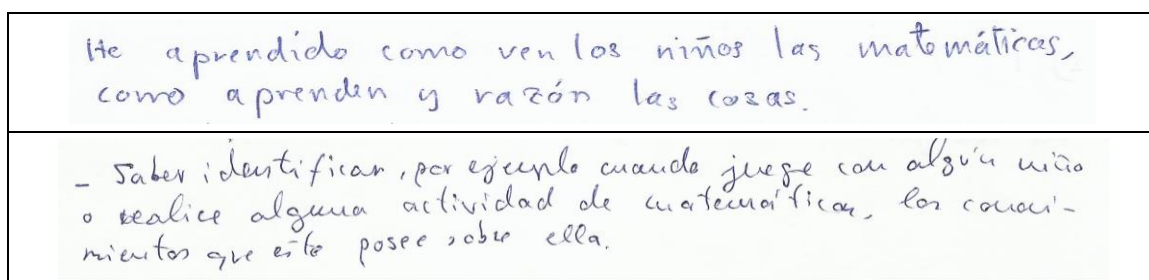 He aprendido como ven los niños las matemáticas,
como aprenden y razón las cosas.
- Saber identificar, por ejemplo cuando juege con algún niño
o realice alguna actividad de matemáticas, los conoci-
mientos que este posee sobre ella.